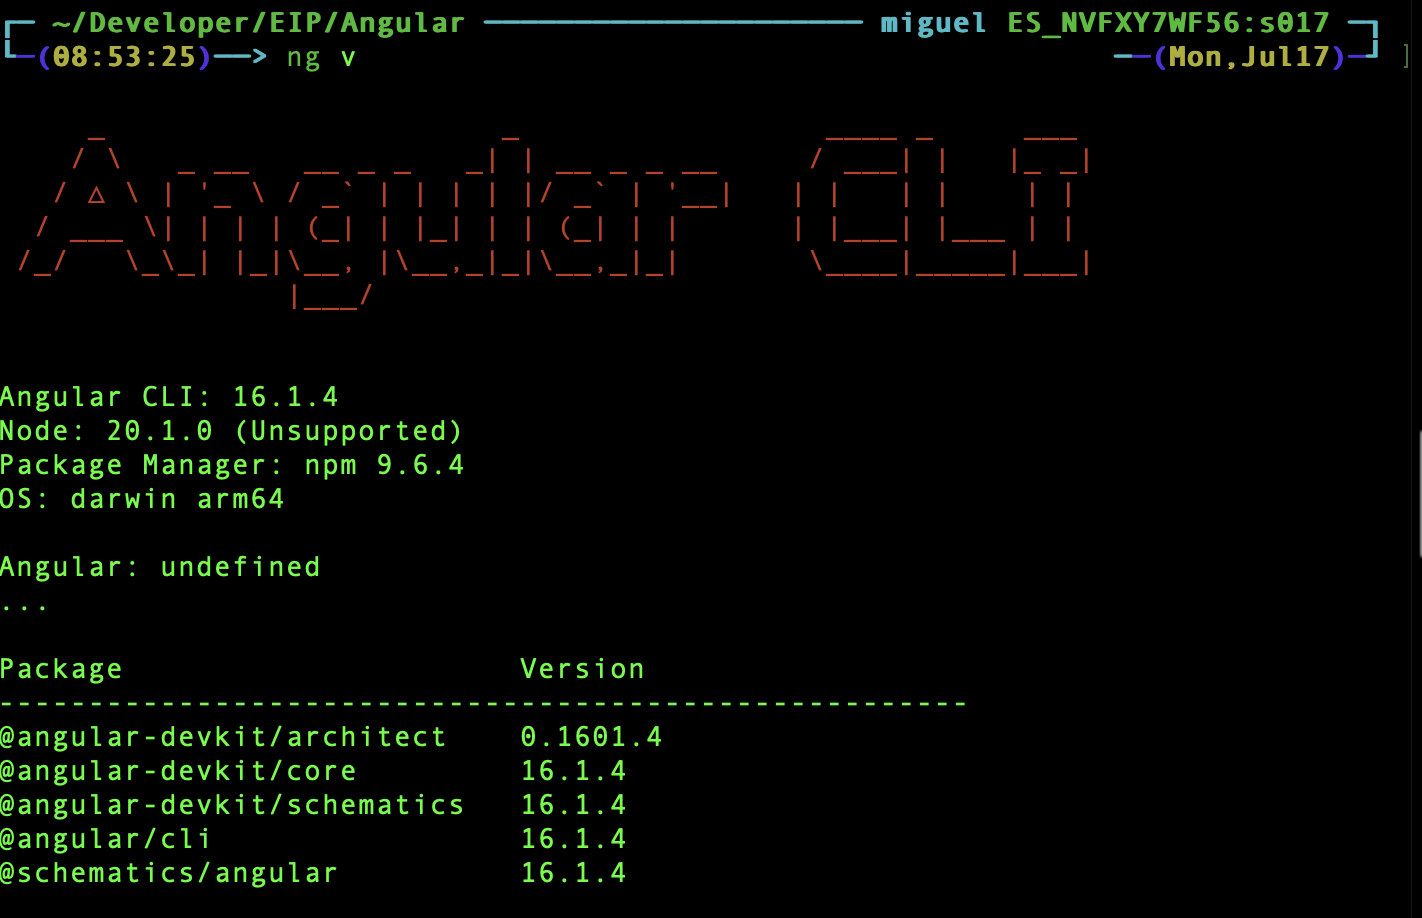 ~/Developer/EIP/Angular miguel ES_NVFXY7WF56:s017
(08:53:25)──> ng v (Mon,Jul17)
Angular CLI
Angular CLI: 16.1.4
Node: 20.1.0 (Unsupported)
Package Manager: npm 9.6.4
OS: darwin arm64
Angular: undefined
...
Package Version
------------------------------------------------------
@angular-devkit/architect 0.1601.4
@angular-devkit/core 16.1.4
@angular-devkit/schematics 16.1.4
@angular/cli 16.1.4
@schematics/angular 16.1.4